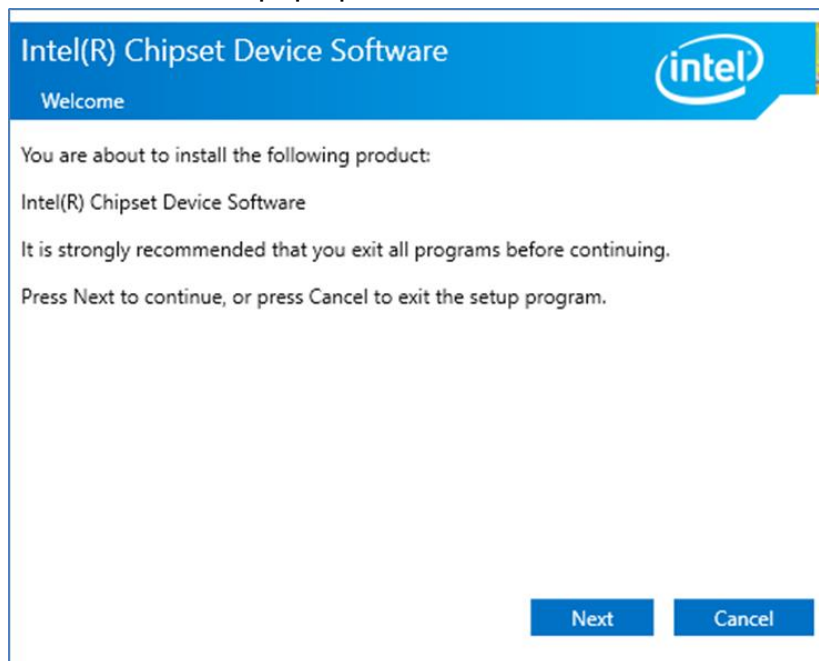 Intel(R) Chipset Device Software
intel
Welcome
You are about to install the following product:
Intel(R) Chipset Device Software
It is strongly recommended that you exit all programs before continuing.
Press Next to continue, or press Cancel to exit the setup program.
Next Cancel